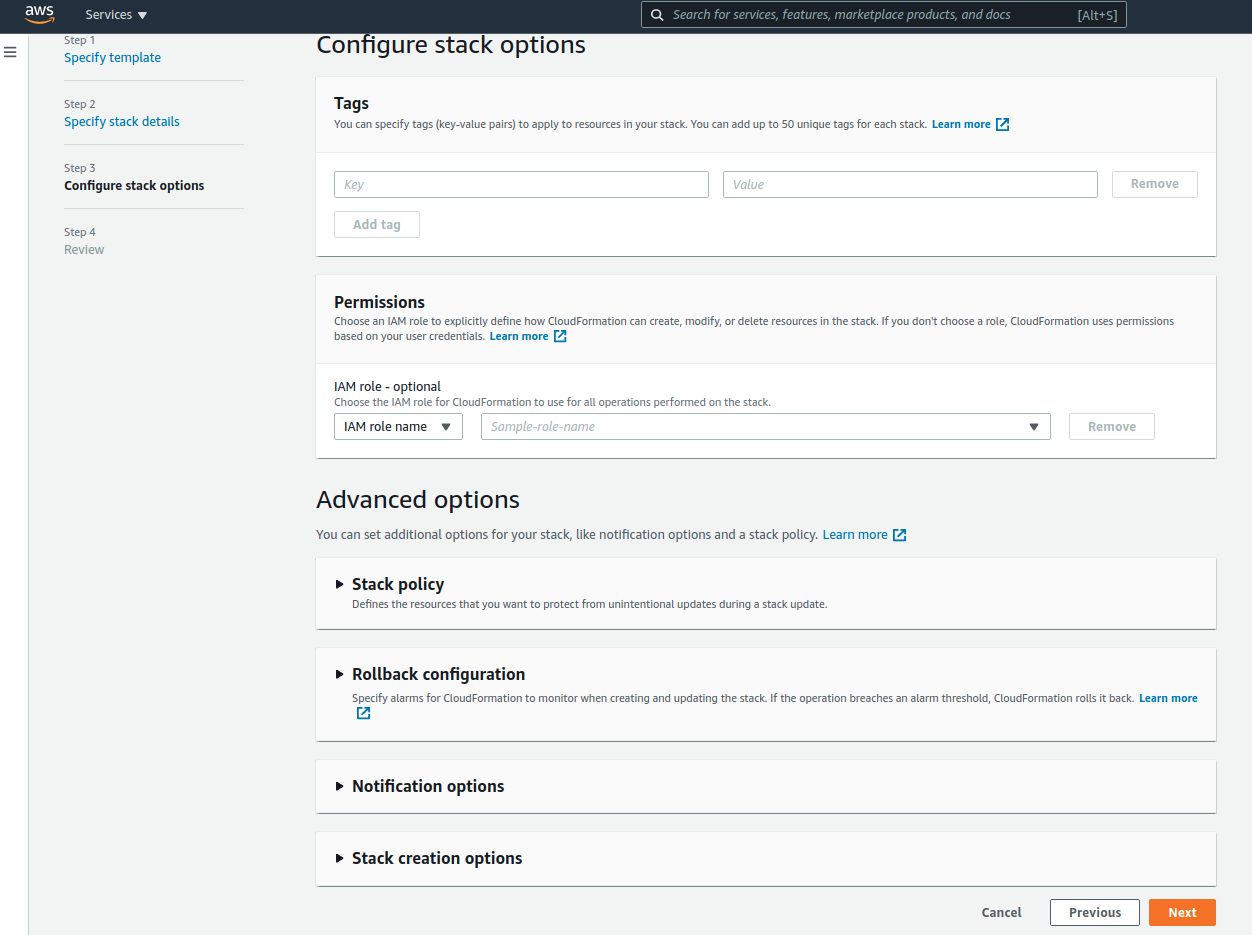 aws
Services
Search for services, features, marketplace products, and docs
[Alt+S]
Step 1
Specify template
Step 2
Specify stack details
Step 3
Configure stack options
Step 4
Review
Configure stack options
Tags
You can specify tags (key-value pairs) to apply to resources in your stack. You can add up to 50 unique tags for each stack. Learn more
Key
Value
Remove
Add tag
Permissions
Choose an IAM role to explicitly define how CloudFormation can create, modify, or delete resources in the stack. If you don't choose a role, CloudFormation uses permissions
based on your user credentials. Learn more
IAM role - optional
Choose the IAM role for CloudFormation to use for all operations performed on the stack.
IAM role name
Sample-role-name
Remove
Advanced options
You can set additional options for your stack, like notification options and a stack policy. Learn more
Stack policy
Defines the resources that you want to protect from unintentional updates during a stack update.
Rollback configuration
Specify alarms for CloudFormation to monitor when creating and updating the stack. If the operation breaches an alarm threshold, CloudFormation rolls it back. Learn more
Notification options
Stack creation options
Cancel
Previous
Next